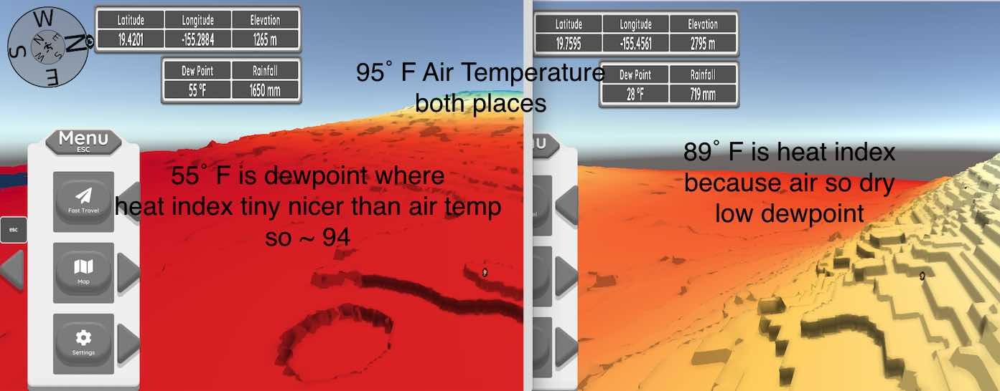 W
N
S
E
N
E
W
S
Latitude Longitude Elevation
19.4201 -155.2884 1265 m
Dew Point Rainfall
55 °F 1650 mm
Menu
ESC
Fast Travel
esc
Map
Settings
95° F Air Temperature
both places
55° F is dewpoint where
heat index tiny nicer than air temp
so ~ 94
Latitude Longitude Elevation
19.7595 -155.4561 2795 m
Dew Point Rainfall
28 °F 719 mm
89° F is heat index
because air so dry
low dewpoint